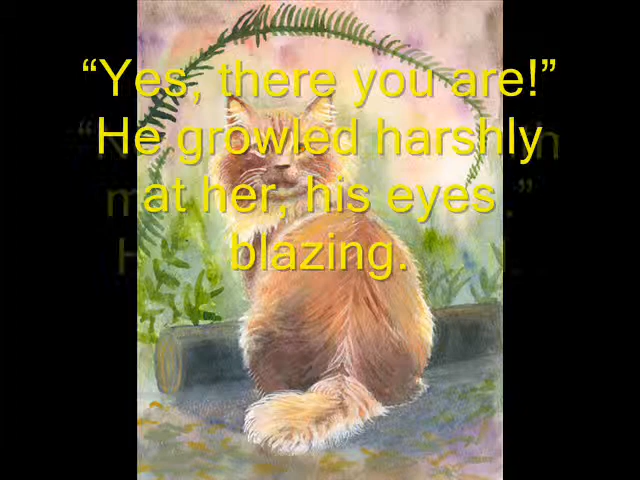 “Yes, there you are!”
He growled harshly
at her, his eyes
blazing.